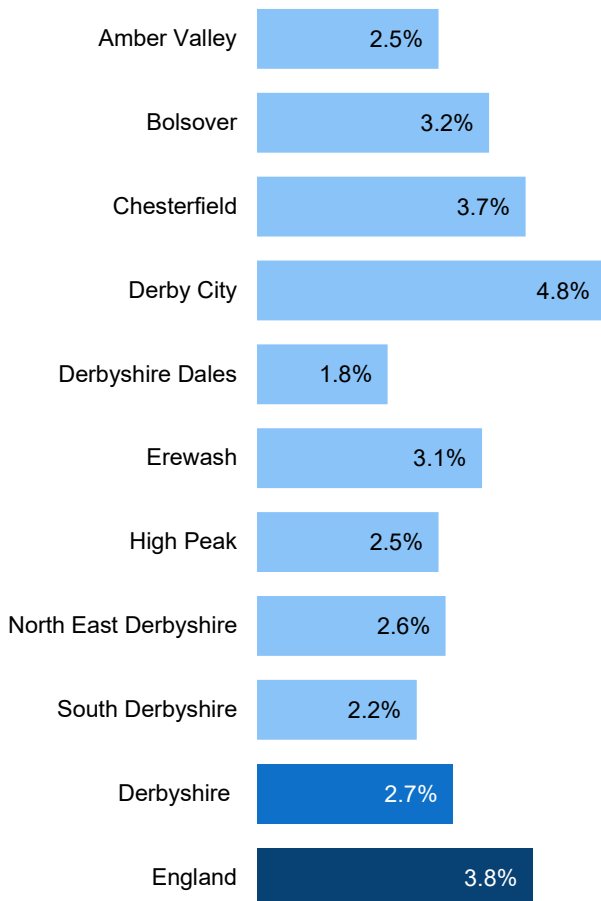 Amber Valley 2.5%
Bolsover 3.2%
Chesterfield 3.7%
Derby City 4.8%
Derbyshire Dales 1.8%
Erewash 3.1%
High Peak 2.5%
North East Derbyshire 2.6%
South Derbyshire 2.2%
Derbyshire 2.7%
England 3.8%